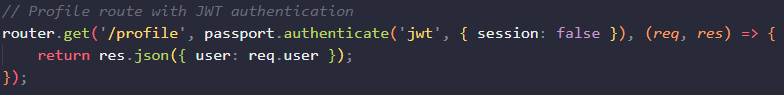 // Profile route with JWT authentication
router.get('/profile', passport.authenticate('jwt', { session: false }), (req, res) => {
    return res.json({ user: req.user });
});